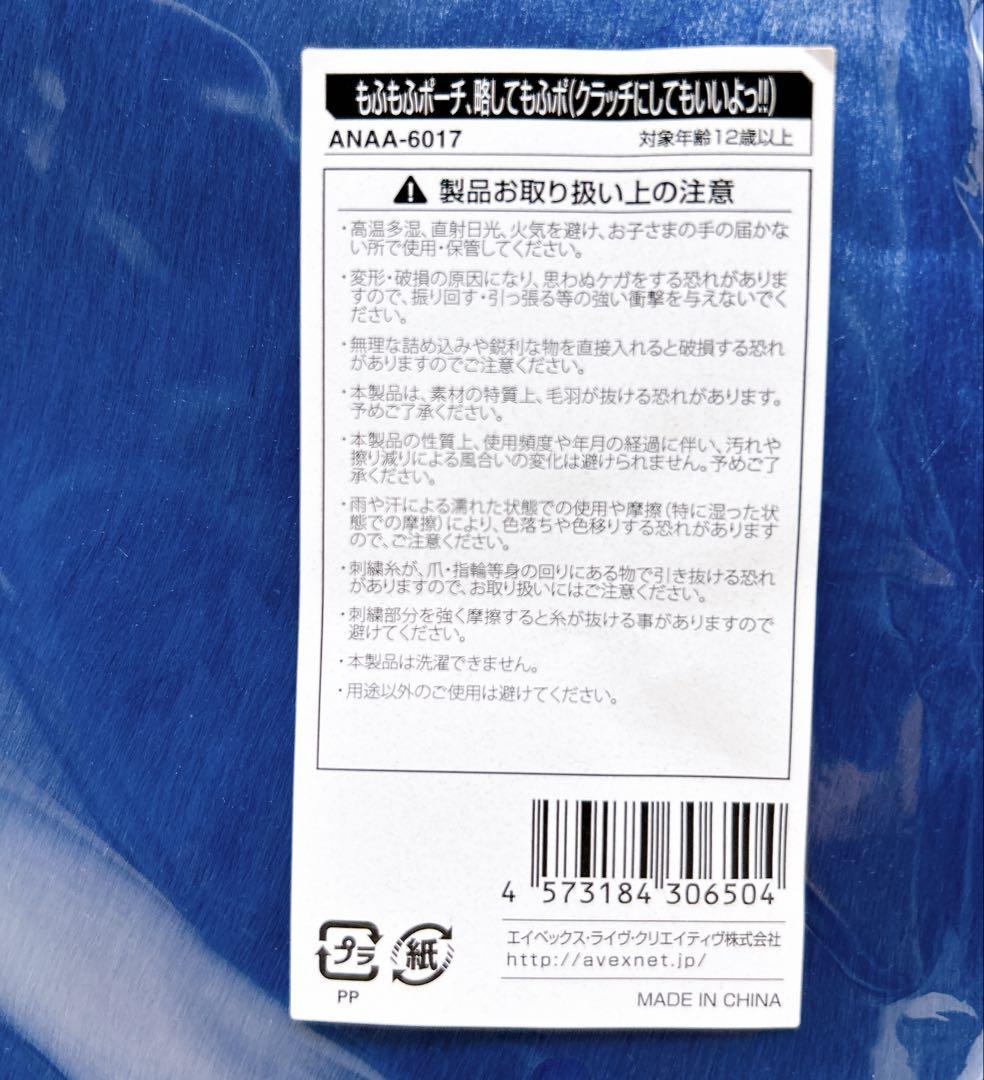 もふもふポーチ、略してもふポ(クラッチにしてもいいよっ!!)
ANAA-6017
対象年齢12歳以上
製品お取り扱い上の注意
・高温多湿、直射日光、火気を避け、お子さまの手の届かな
い所で使用・保管してください。
・変形・破損の原因になり、思わぬケガをする恐れがありま
すので、振り回す・引っ張る等の強い衝撃を与えないでく
ださい。
・無理な詰め込みや鋭利な物を直接入れると破損する恐れ
がありますのでご注意ください。
・本製品は、素材の特質上、毛羽が抜ける恐れがあります。
予めご了承ください。
・本製品の性質上、使用頻度や年月の経過に伴い、汚れや
擦り減りによる風合いの変化は避けられません。予めご了
承ください。
・雨や汗による濡れた状態での使用や摩擦(特に湿った状
態での摩擦)により、色落ちや色移りする恐れがあります
ので、ご注意ください。
・刺繍糸が、爪・指輪等身の回りにある物で引き抜ける恐れ
がありますので、お取り扱いにはご注意ください。
・刺繍部分を強く摩擦すると糸が抜ける事がありますので
避けてください。
・本製品は洗濯できません。
・用途以外のご使用は避けてください。
4 573184 306504
プラ
紙
PP
エイベックス・ライヴ・クリエイティヴ株式会社
http://avexnet.jp/
MADE IN CHINA